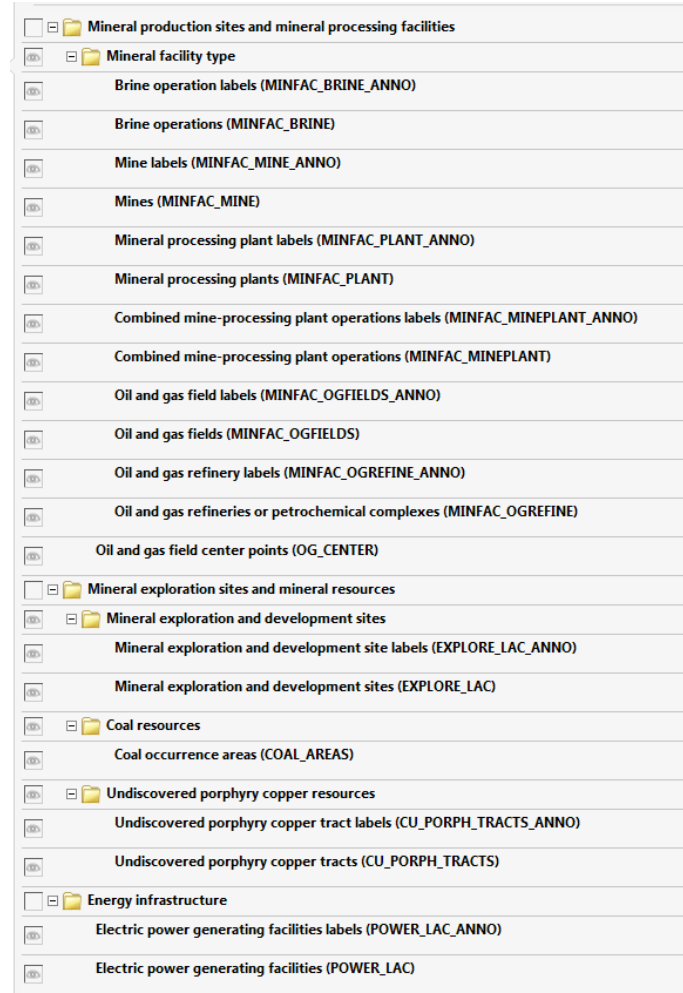 Mineral production sites and mineral processing facilities
Mineral facility type
Brine operation labels (MINFAC_BRINE_ANNO)
Brine operations (MINFAC_BRINE)
Mine labels (MINFAC_MINE_ANNO)
Mines (MINFAC_MINE)
Mineral processing plant labels (MINFAC_PLANT_ANNO)
Mineral processing plants (MINFAC_PLANT)
Combined mine-processing plant operations labels (MINFAC_MINEPLANT_ANNO)
Combined mine-processing plant operations (MINFAC_MINEPLANT)
Oil and gas field labels (MINFAC_OGFIELDS_ANNO)
Oil and gas fields (MINFAC_OGFIELDS)
Oil and gas refinery labels (MINFAC_OGREFINE_ANNO)
Oil and gas refineries or petrochemical complexes (MINFAC_OGREFINE)
Oil and gas field center points (OG_CENTER)
Mineral exploration sites and mineral resources
Mineral exploration and development sites
Mineral exploration and development site labels (EXPLORE_LAC_ANNO)
Mineral exploration and development sites (EXPLORE_LAC)
Coal resources
Coal occurrence areas (COAL_AREAS)
Undiscovered porphyry copper resources
Undiscovered porphyry copper tract labels (CU_PORPH_TRACTS_ANNO)
Undiscovered porphyry copper tracts (CU_PORPH_TRACTS)
Energy infrastructure
Electric power generating facilities labels (POWER_LAC_ANNO)
Electric power generating facilities (POWER_LAC)